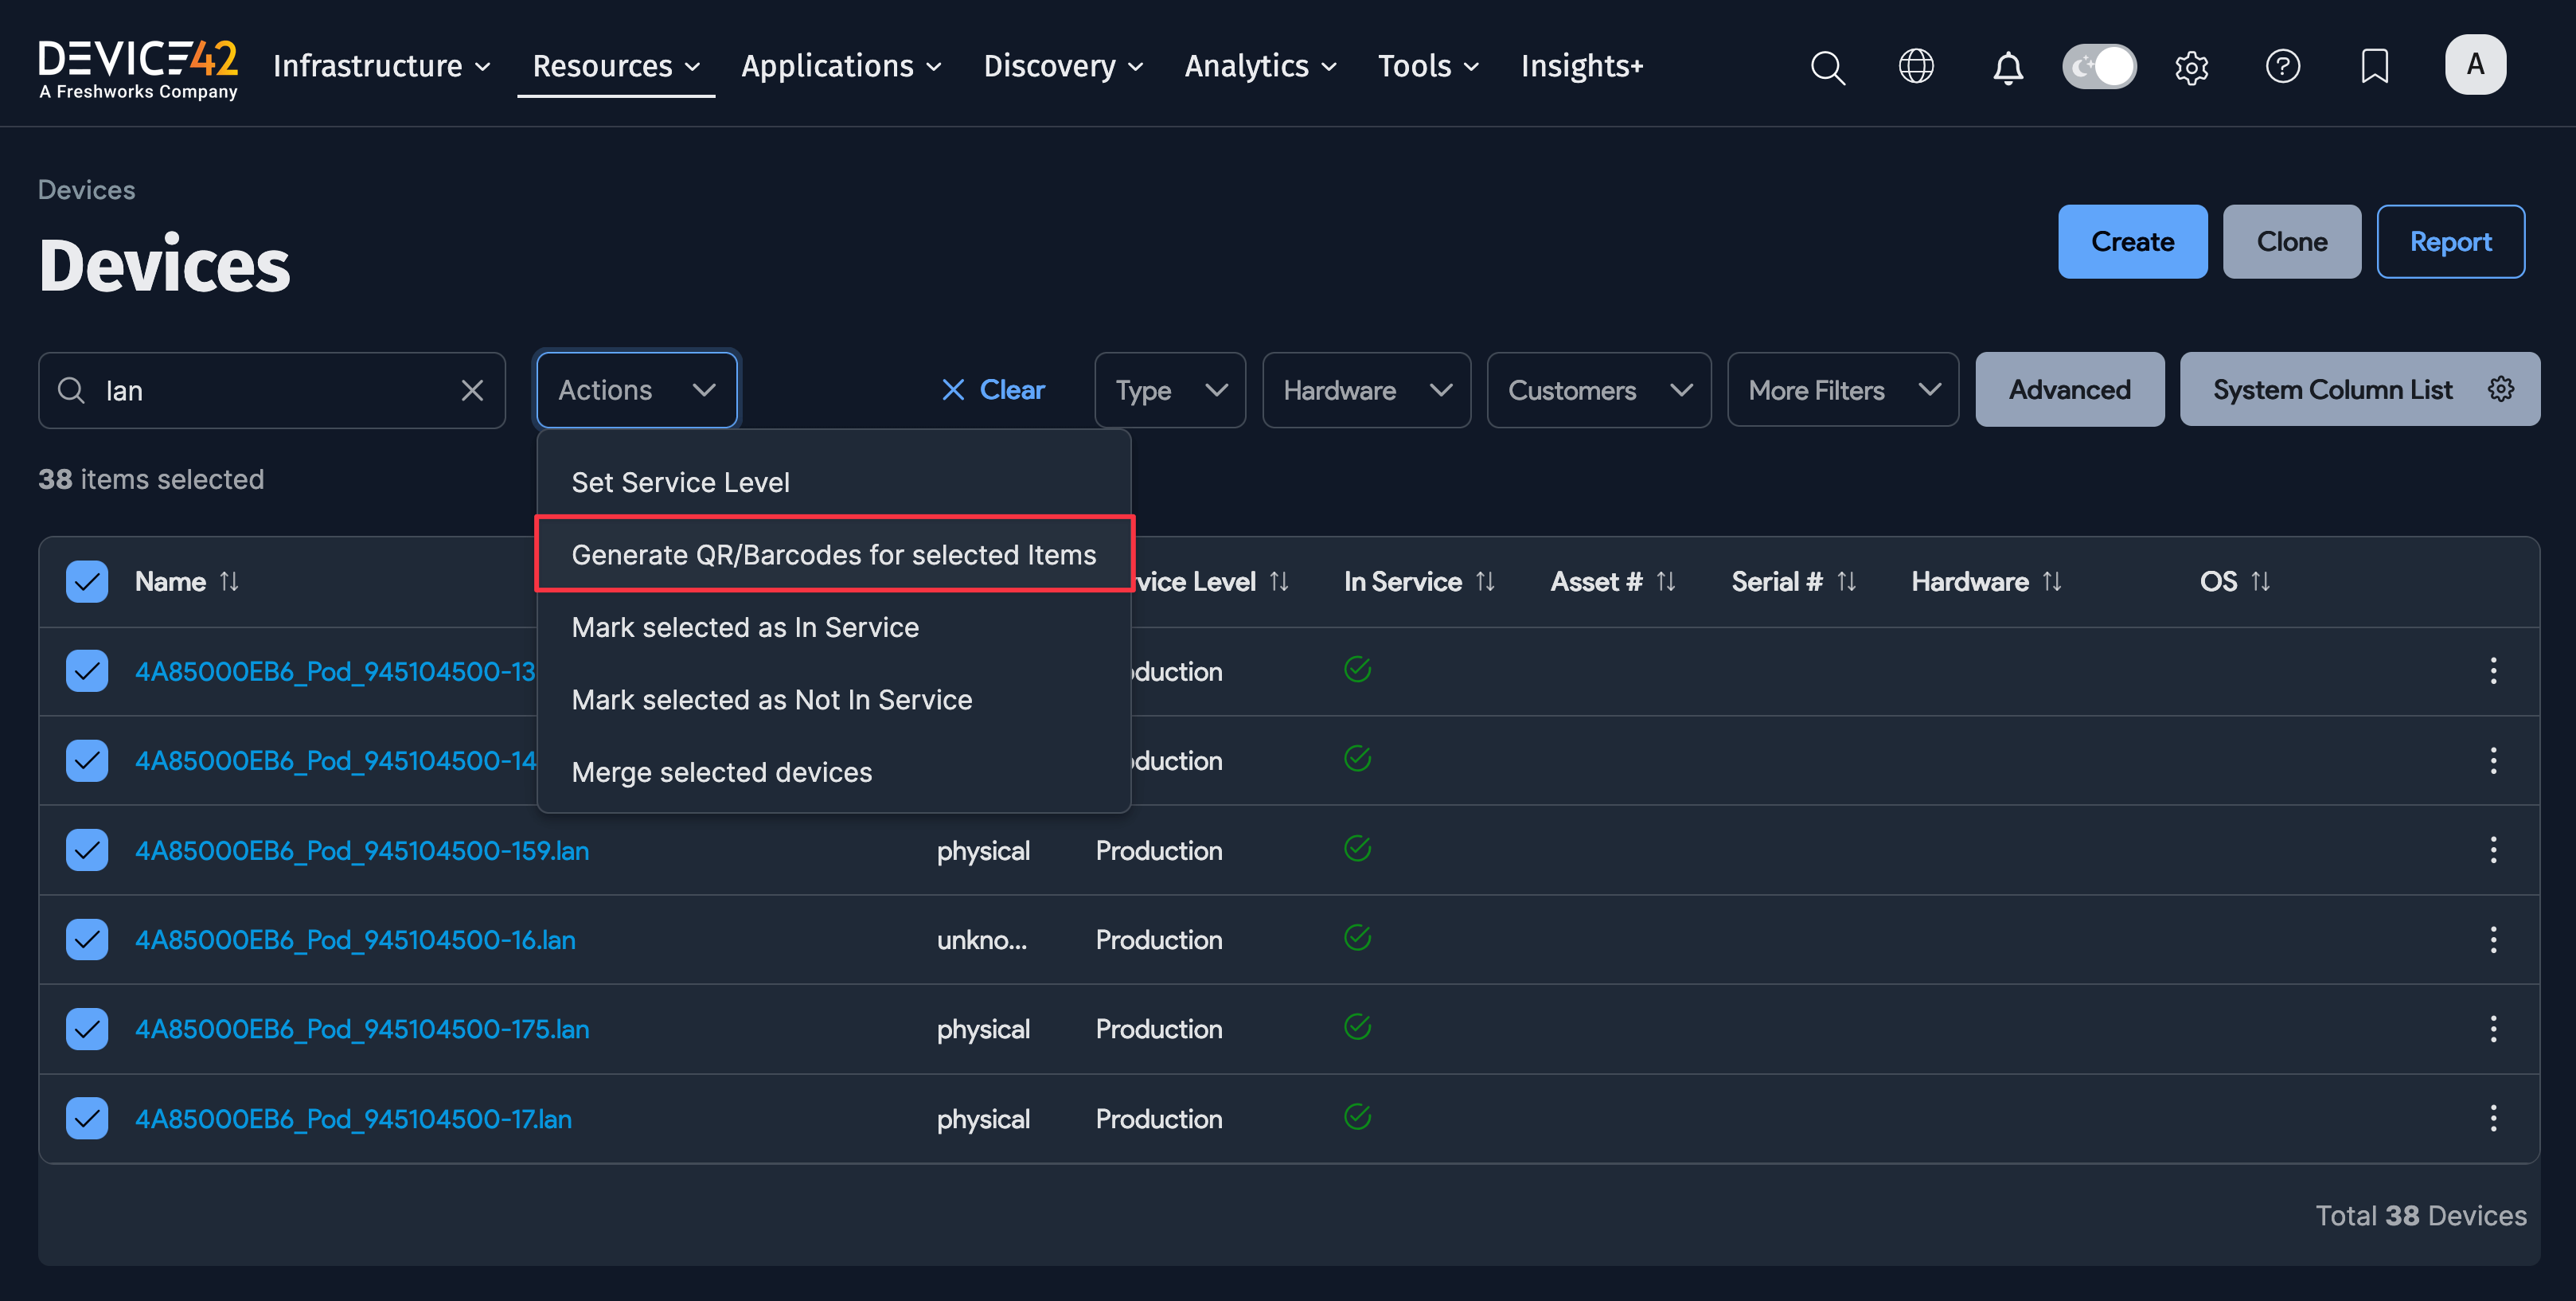 DEVICE42
A Freshworks Company
Infrastructure
Resources
Applications
Discovery
Analytics
Tools
Insights+
A
Devices
Devices
Create
Clone
Report
lan
Actions
Clear
Type
Hardware
Customers
More Filters
Advanced
System Column List
38 items selected
Set Service Level
Generate QR/Barcodes for selected Items
Mark selected as In Service
Mark selected as Not In Service
Merge selected devices
Name
vice Level
In Service
Asset #
Serial #
Hardware
OS
4A85000EB6_Pod_945104500-13
duction
4A85000EB6_Pod_945104500-14
duction
4A85000EB6_Pod_945104500-159.lan physical Production
4A85000EB6_Pod_945104500-16.lan unkno... Production
4A85000EB6_Pod_945104500-175.lan physical Production
4A85000EB6_Pod_945104500-17.lan physical Production
Total 38 Devices